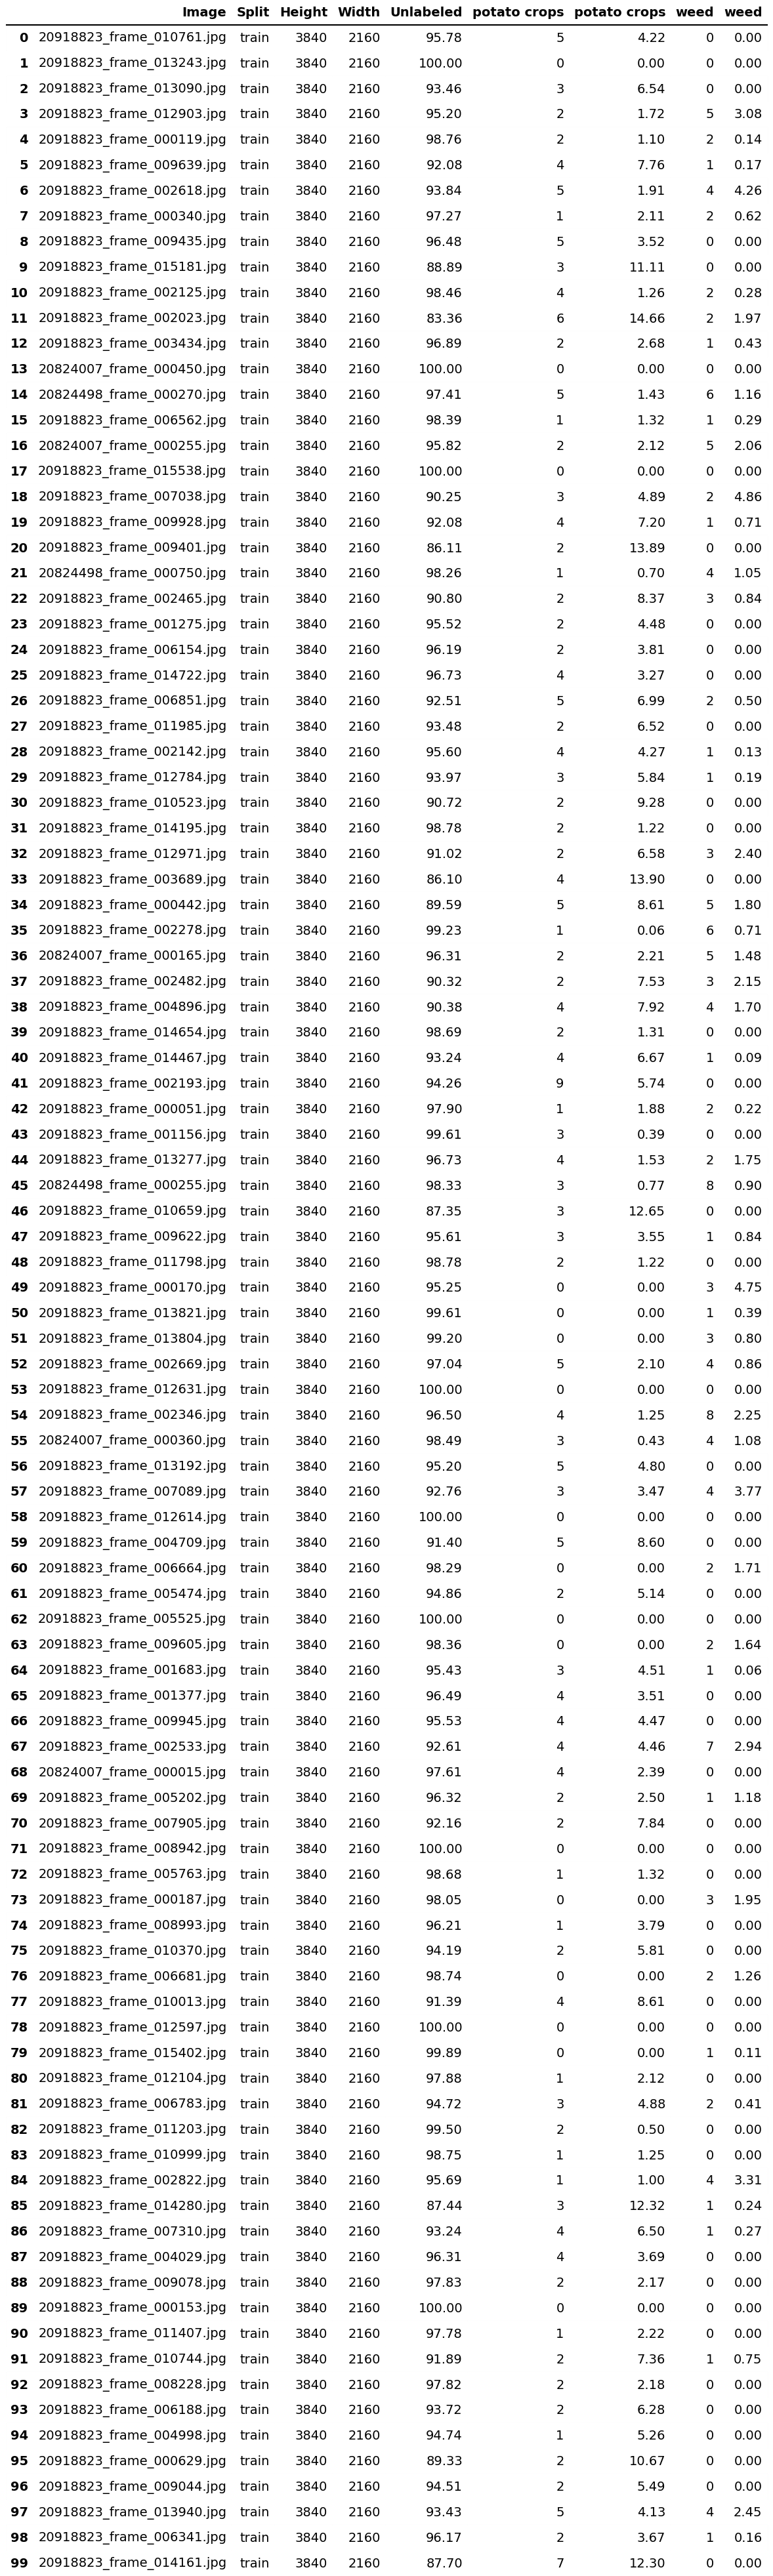 Image Split Height Width Unlabeled potato crops potato crops weed weed
0 20918823_frame_010761.jpg train 3840 2160 95.78 5 4.22 0 0.00
1 20918823_frame_013243.jpg train 3840 2160 100.00 0 0.00 0 0.00
2 20918823_frame_013090.jpg train 3840 2160 93.46 3 6.54 0 0.00
3 20918823_frame_012903.jpg train 3840 2160 95.20 2 1.72 5 3.08
4 20918823_frame_000119.jpg train 3840 2160 98.76 2 1.10 2 0.14
5 20918823_frame_009639.jpg train 3840 2160 92.08 4 7.76 1 0.17
6 20918823_frame_002618.jpg train 3840 2160 93.84 5 1.91 4 4.26
7 20918823_frame_000340.jpg train 3840 2160 97.27 1 2.11 2 0.62
8 20918823_frame_009435.jpg train 3840 2160 96.48 5 3.52 0 0.00
9 20918823_frame_015181.jpg train 3840 2160 88.89 3 11.11 0 0.00
10 20918823_frame_002125.jpg train 3840 2160 98.46 4 1.26 2 0.28
11 20918823_frame_002023.jpg train 3840 2160 83.36 6 14.66 2 1.97
12 20918823_frame_003434.jpg train 3840 2160 96.89 2 2.68 1 0.43
13 20824007_frame_000450.jpg train 3840 2160 100.00 0 0.00 0 0.00
14 20824498_frame_000270.jpg train 3840 2160 97.41 5 1.43 6 1.16
15 20918823_frame_006562.jpg train 3840 2160 98.39 1 1.32 1 0.29
16 20824007_frame_000255.jpg train 3840 2160 95.82 2 2.12 5 2.06
17 20918823_frame_015538.jpg train 3840 2160 100.00 0 0.00 0 0.00
18 20918823_frame_007038.jpg train 3840 2160 90.25 3 4.89 2 4.86
19 20918823_frame_009928.jpg train 3840 2160 92.08 4 7.20 1 0.71
20 20918823_frame_009401.jpg train 3840 2160 86.11 2 13.89 0 0.00
21 20824498_frame_000750.jpg train 3840 2160 98.26 1 0.70 4 1.05
22 20918823_frame_002465.jpg train 3840 2160 90.80 2 8.37 3 0.84
23 20918823_frame_001275.jpg train 3840 2160 95.52 2 4.48 0 0.00
24 20918823_frame_006154.jpg train 3840 2160 96.19 2 3.81 0 0.00
25 20918823_frame_014722.jpg train 3840 2160 96.73 4 3.27 0 0.00
26 20918823_frame_006851.jpg train 3840 2160 92.51 5 6.99 2 0.50
27 20918823_frame_011985.jpg train 3840 2160 93.48 2 6.52 0 0.00
28 20918823_frame_002142.jpg train 3840 2160 95.60 4 4.27 1 0.13
29 20918823_frame_012784.jpg train 3840 2160 93.97 3 5.84 1 0.19
30 20918823_frame_010523.jpg train 3840 2160 90.72 2 9.28 0 0.00
31 20918823_frame_014195.jpg train 3840 2160 98.78 2 1.22 0 0.00
32 20918823_frame_012971.jpg train 3840 2160 91.02 2 6.58 3 2.40
33 20918823_frame_003689.jpg train 3840 2160 86.10 4 13.90 0 0.00
34 20918823_frame_000442.jpg train 3840 2160 89.59 5 8.61 5 1.80
35 20918823_frame_002278.jpg train 3840 2160 99.23 1 0.06 6 0.71
36 20824007_frame_000165.jpg train 3840 2160 96.31 2 2.21 5 1.48
37 20918823_frame_002482.jpg train 3840 2160 90.32 2 7.53 3 2.15
38 20918823_frame_004896.jpg train 3840 2160 90.38 4 7.92 4 1.70
39 20918823_frame_014654.jpg train 3840 2160 98.69 2 1.31 0 0.00
40 20918823_frame_014467.jpg train 3840 2160 93.24 4 6.67 1 0.09
41 20918823_frame_002193.jpg train 3840 2160 94.26 9 5.74 0 0.00
42 20918823_frame_000051.jpg train 3840 2160 97.90 1 1.88 2 0.22
43 20918823_frame_001156.jpg train 3840 2160 99.61 3 0.39 0 0.00
44 20918823_frame_013277.jpg train 3840 2160 96.73 4 1.53 2 1.75
45 20824498_frame_000255.jpg train 3840 2160 98.33 3 0.77 8 0.90
46 20918823_frame_010659.jpg train 3840 2160 87.35 3 12.65 0 0.00
47 20918823_frame_009622.jpg train 3840 2160 95.61 3 3.55 1 0.84
48 20918823_frame_011798.jpg train 3840 2160 98.78 2 1.22 0 0.00
49 20918823_frame_000170.jpg train 3840 2160 95.25 0 0.00 3 4.75
50 20918823_frame_013821.jpg train 3840 2160 99.61 0 0.00 1 0.39
51 20918823_frame_013804.jpg train 3840 2160 99.20 0 0.00 3 0.80
52 20918823_frame_002669.jpg train 3840 2160 97.04 5 2.10 4 0.86
53 20918823_frame_012631.jpg train 3840 2160 100.00 0 0.00 0 0.00
54 20918823_frame_002346.jpg train 3840 2160 96.50 4 1.25 8 2.25
55 20824007_frame_000360.jpg train 3840 2160 98.49 3 0.43 4 1.08
56 20918823_frame_013192.jpg train 3840 2160 95.20 5 4.80 0 0.00
57 20918823_frame_007089.jpg train 3840 2160 92.76 3 3.47 4 3.77
58 20918823_frame_012614.jpg train 3840 2160 100.00 0 0.00 0 0.00
59 20918823_frame_004709.jpg train 3840 2160 91.40 5 8.60 0 0.00
60 20918823_frame_006664.jpg train 3840 2160 98.29 0 0.00 2 1.71
61 20918823_frame_005474.jpg train 3840 2160 94.86 2 5.14 0 0.00
62 20918823_frame_005525.jpg train 3840 2160 100.00 0 0.00 0 0.00
63 20918823_frame_009605.jpg train 3840 2160 98.36 0 0.00 2 1.64
64 20918823_frame_001683.jpg train 3840 2160 95.43 3 4.51 1 0.06
65 20918823_frame_001377.jpg train 3840 2160 96.49 4 3.51 0 0.00
66 20918823_frame_009945.jpg train 3840 2160 95.53 4 4.47 0 0.00
67 20918823_frame_002533.jpg train 3840 2160 92.61 4 4.46 7 2.94
68 20824007_frame_000015.jpg train 3840 2160 97.61 4 2.39 0 0.00
69 20918823_frame_005202.jpg train 3840 2160 96.32 2 2.50 1 1.18
70 20918823_frame_007905.jpg train 3840 2160 92.16 2 7.84 0 0.00
71 20918823_frame_008942.jpg train 3840 2160 100.00 0 0.00 0 0.00
72 20918823_frame_005763.jpg train 3840 2160 98.68 1 1.32 0 0.00
73 20918823_frame_000187.jpg train 3840 2160 98.05 0 0.00 3 1.95
74 20918823_frame_008993.jpg train 3840 2160 96.21 1 3.79 0 0.00
75 20918823_frame_010370.jpg train 3840 2160 94.19 2 5.81 0 0.00
76 20918823_frame_006681.jpg train 3840 2160 98.74 0 0.00 2 1.26
77 20918823_frame_010013.jpg train 3840 2160 91.39 4 8.61 0 0.00
78 20918823_frame_012597.jpg train 3840 2160 100.00 0 0.00 0 0.00
79 20918823_frame_015402.jpg train 3840 2160 99.89 0 0.00 1 0.11
80 20918823_frame_012104.jpg train 3840 2160 97.88 1 2.12 0 0.00
81 20918823_frame_006783.jpg train 3840 2160 94.72 3 4.88 2 0.41
82 20918823_frame_011203.jpg train 3840 2160 99.50 2 0.50 0 0.00
83 20918823_frame_010999.jpg train 3840 2160 98.75 1 1.25 0 0.00
84 20918823_frame_002822.jpg train 3840 2160 95.69 1 1.00 4 3.31
85 20918823_frame_014280.jpg train 3840 2160 87.44 3 12.32 1 0.24
86 20918823_frame_007310.jpg train 3840 2160 93.24 4 6.50 1 0.27
87 20918823_frame_004029.jpg train 3840 2160 96.31 4 3.69 0 0.00
88 20918823_frame_009078.jpg train 3840 2160 97.83 2 2.17 0 0.00
89 20918823_frame_000153.jpg train 3840 2160 100.00 0 0.00 0 0.00
90 20918823_frame_011407.jpg train 3840 2160 97.78 1 2.22 0 0.00
91 20918823_frame_010744.jpg train 3840 2160 91.89 2 7.36 1 0.75
92 20918823_frame_008228.jpg train 3840 2160 97.82 2 2.18 0 0.00
93 20918823_frame_006188.jpg train 3840 2160 93.72 2 6.28 0 0.00
94 20918823_frame_004998.jpg train 3840 2160 94.74 1 5.26 0 0.00
95 20918823_frame_000629.jpg train 3840 2160 89.33 2 10.67 0 0.00
96 20918823_frame_009044.jpg train 3840 2160 94.51 2 5.49 0 0.00
97 20918823_frame_013940.jpg train 3840 2160 93.43 5 4.13 4 2.45
98 20918823_frame_006341.jpg train 3840 2160 96.17 2 3.67 1 0.16
99 20918823_frame_014161.jpg train 3840 2160 87.70 7 12.30 0 0.00